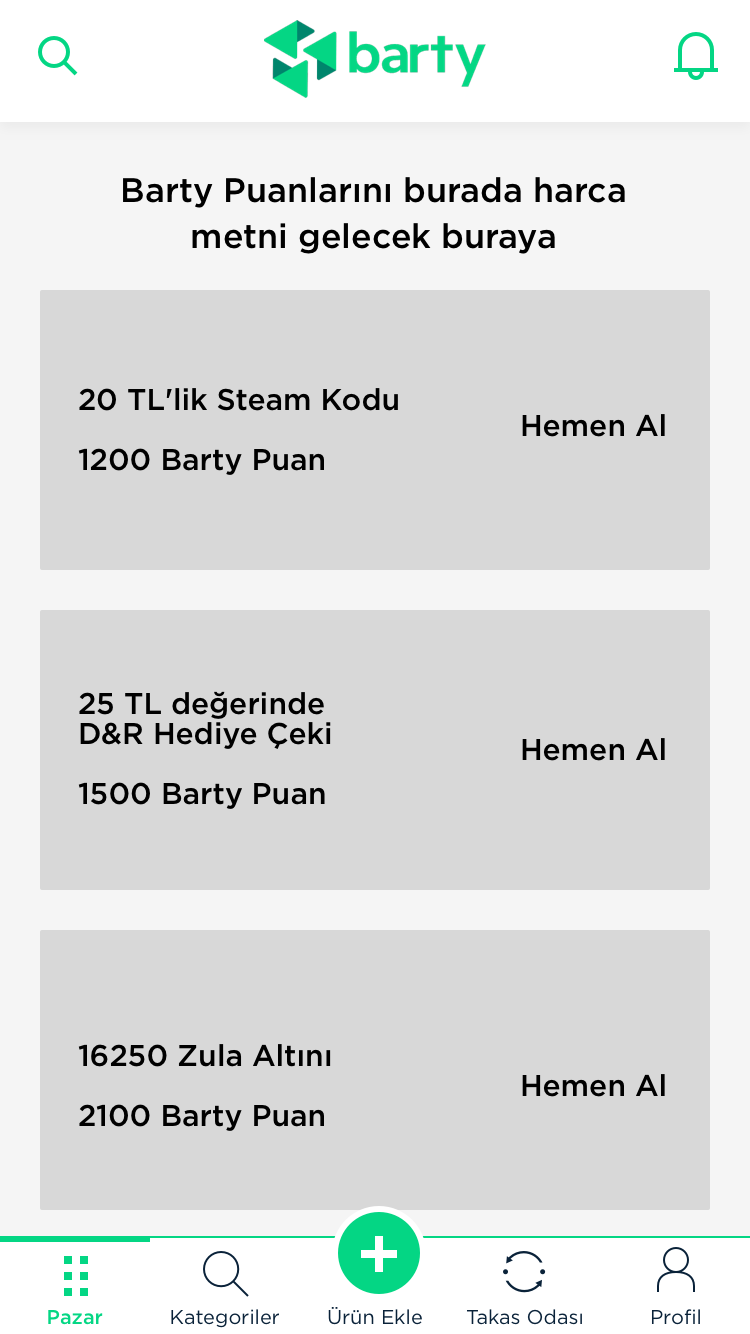 barty
Barty Puanlarını burada harca
metni gelecek buraya
20 TL'lik Steam Kodu
1200 Barty Puan
Hemen Al
25 TL değerinde
D&R Hediye Çeki
1500 Barty Puan
Hemen Al
16250 Zula Altını
2100 Barty Puan
Hemen Al
Pazar
Kategoriler
Ürün Ekle
Takas Odası
Profil